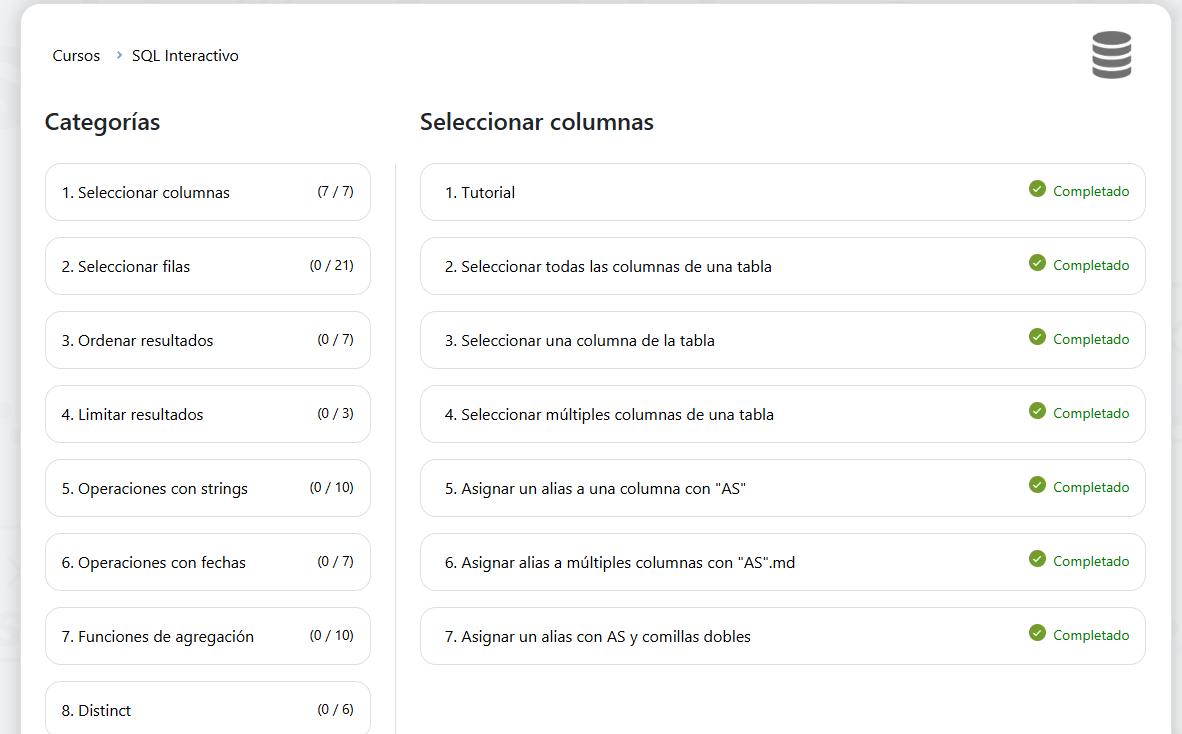 Cursos › SQL Interactivo
Categorías
1. Seleccionar columnas (7 / 7)
2. Seleccionar filas (0 / 21)
3. Ordenar resultados (0 / 7)
4. Limitar resultados (0 / 3)
5. Operaciones con strings (0 / 10)
6. Operaciones con fechas (0 / 7)
7. Funciones de agregación (0 / 10)
8. Distinct (0 / 6)
Seleccionar columnas
1. Tutorial Completado
2. Seleccionar todas las columnas de una tabla Completado
3. Seleccionar una columna de la tabla Completado
4. Seleccionar múltiples columnas de una tabla Completado
5. Asignar un alias a una columna con "AS" Completado
6. Asignar alias a múltiples columnas con "AS".md Completado
7. Asignar un alias con AS y comillas dobles Completado